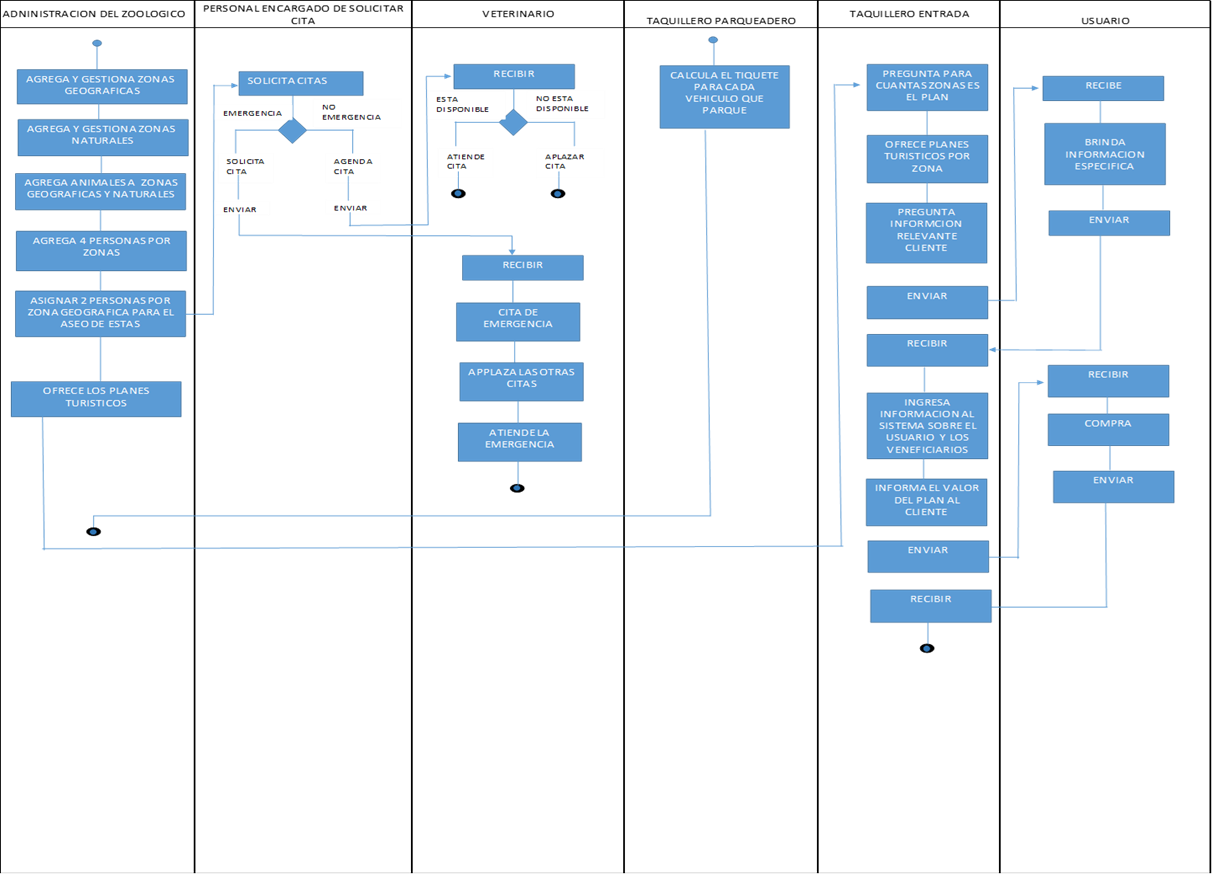 ADNINISTRACION DEL ZOOLOGICO
PERSONAL ENCARGADO DE SOLICITAR
CITA
VETERINARIO
TAQUILLERO PARQUEADERO
TAQUILLERO ENTRADA
USUARIO
AGREGA Y GESTIONA ZONAS
GEOGRAFICAS
AGREGA Y GESTIONA ZONAS
NATURALES
AGREGA ANIMALES A ZONAS
GEOGRAFICAS Y NATURALES
AGREGA 4 PERSONAS POR
ZONAS
ASIGNAR 2 PERSONAS POR
ZONA GEOGRAFICA PARA EL
ASEO DE ESTAS
OFRECE LOS PLANES
TURISTICOS
SOLICITA CITAS
EMERGENCIA
NO
EMERGENCIA
SOLICITA
CITA
AGENDA
CITA
ENVIAR
ENVIAR
RECIBIR
ESTA
DISPONIBLE
NO ESTA
DISPONIBLE
ATIENDE
CITA
APLAZAR
CITA
RECIBIR
CITA DE
EMERGENCIA
APPLAZA LAS OTRAS
CITAS
ATIENDE LA
EMERGENCIA
CALCULA EL TIQUETE
PARA CADA
VEHICULO QUE
PARQUE
PREGUNTA PARA
CUANTAS ZONAS ES
EL PLAN
OFRECE PLANES
TURISTICOS POR
ZONA
PREGUNTA
INFORMCION
RELEVANTE
CLIENTE
ENVIAR
RECIBIR
INGRESA
INFORMACION AL
SISTEMA SOBRE EL
USUARIO Y LOS
VENEFICIARIOS
INFORMA EL VALOR
DEL PLAN AL
CLIENTE
ENVIAR
RECIBIR
RECIBE
BRINDA
INFORMACION
ESPECIFICA
ENVIAR
RECIBIR
COMPRA
ENVIAR